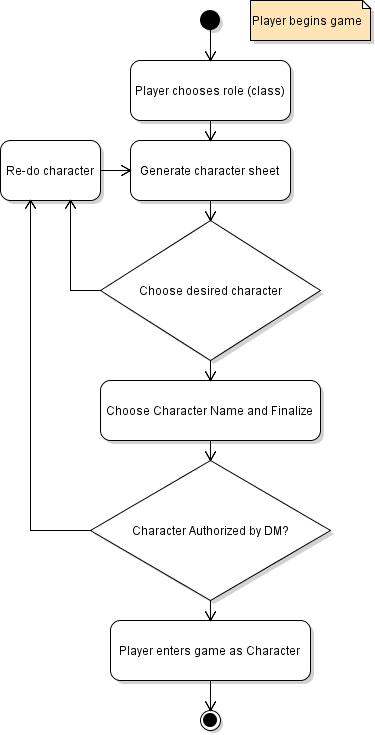 Player begins game
Player chooses role (class)
Re-do character
Generate character sheet
Choose desired character
Choose Character Name and Finalize
Character Authorized by DM?
Player enters game as Character